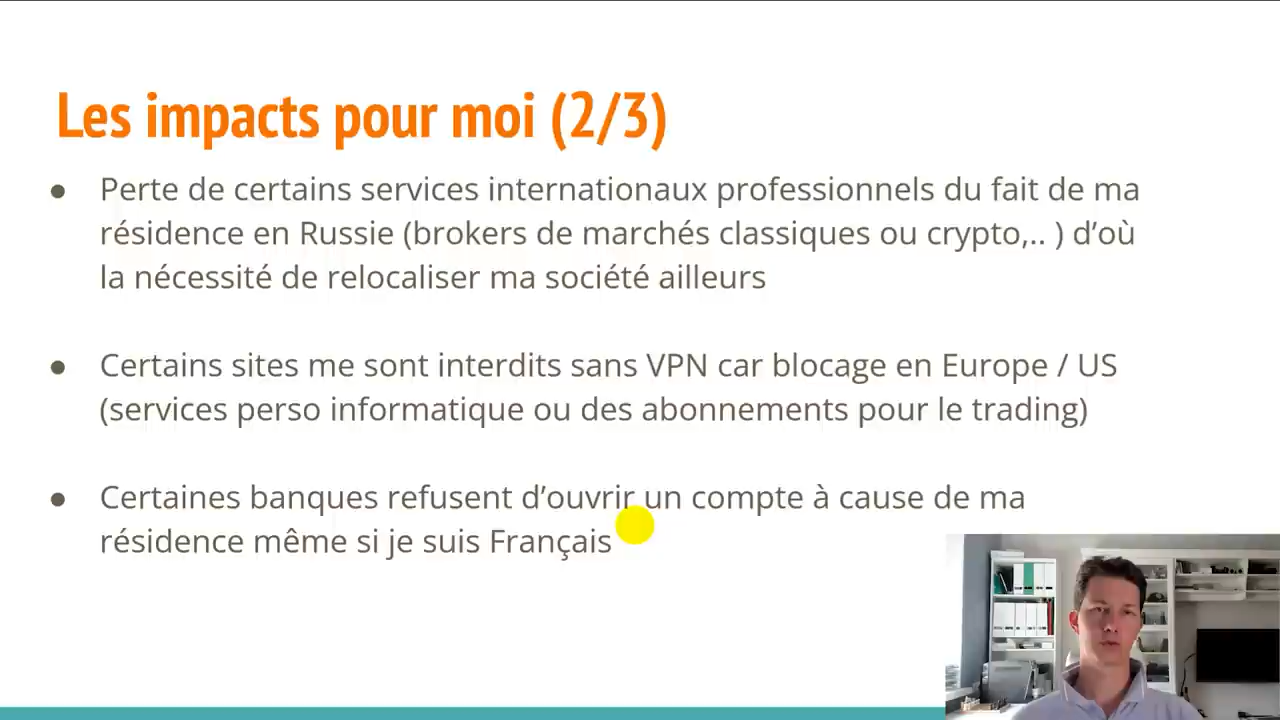 Les impacts pour moi (2/3)
● Perte de certains services internationaux professionnels du fait de ma
résidence en Russie (brokers de marchés classiques ou crypto,.. ) d’où
la nécessité de relocaliser ma société ailleurs
● Certains sites me sont interdits sans VPN car blocage en Europe / US
(services perso informatique ou des abonnements pour le trading)
● Certaines banques refusent d’ouvrir un compte à cause de ma
résidence même si je suis Français